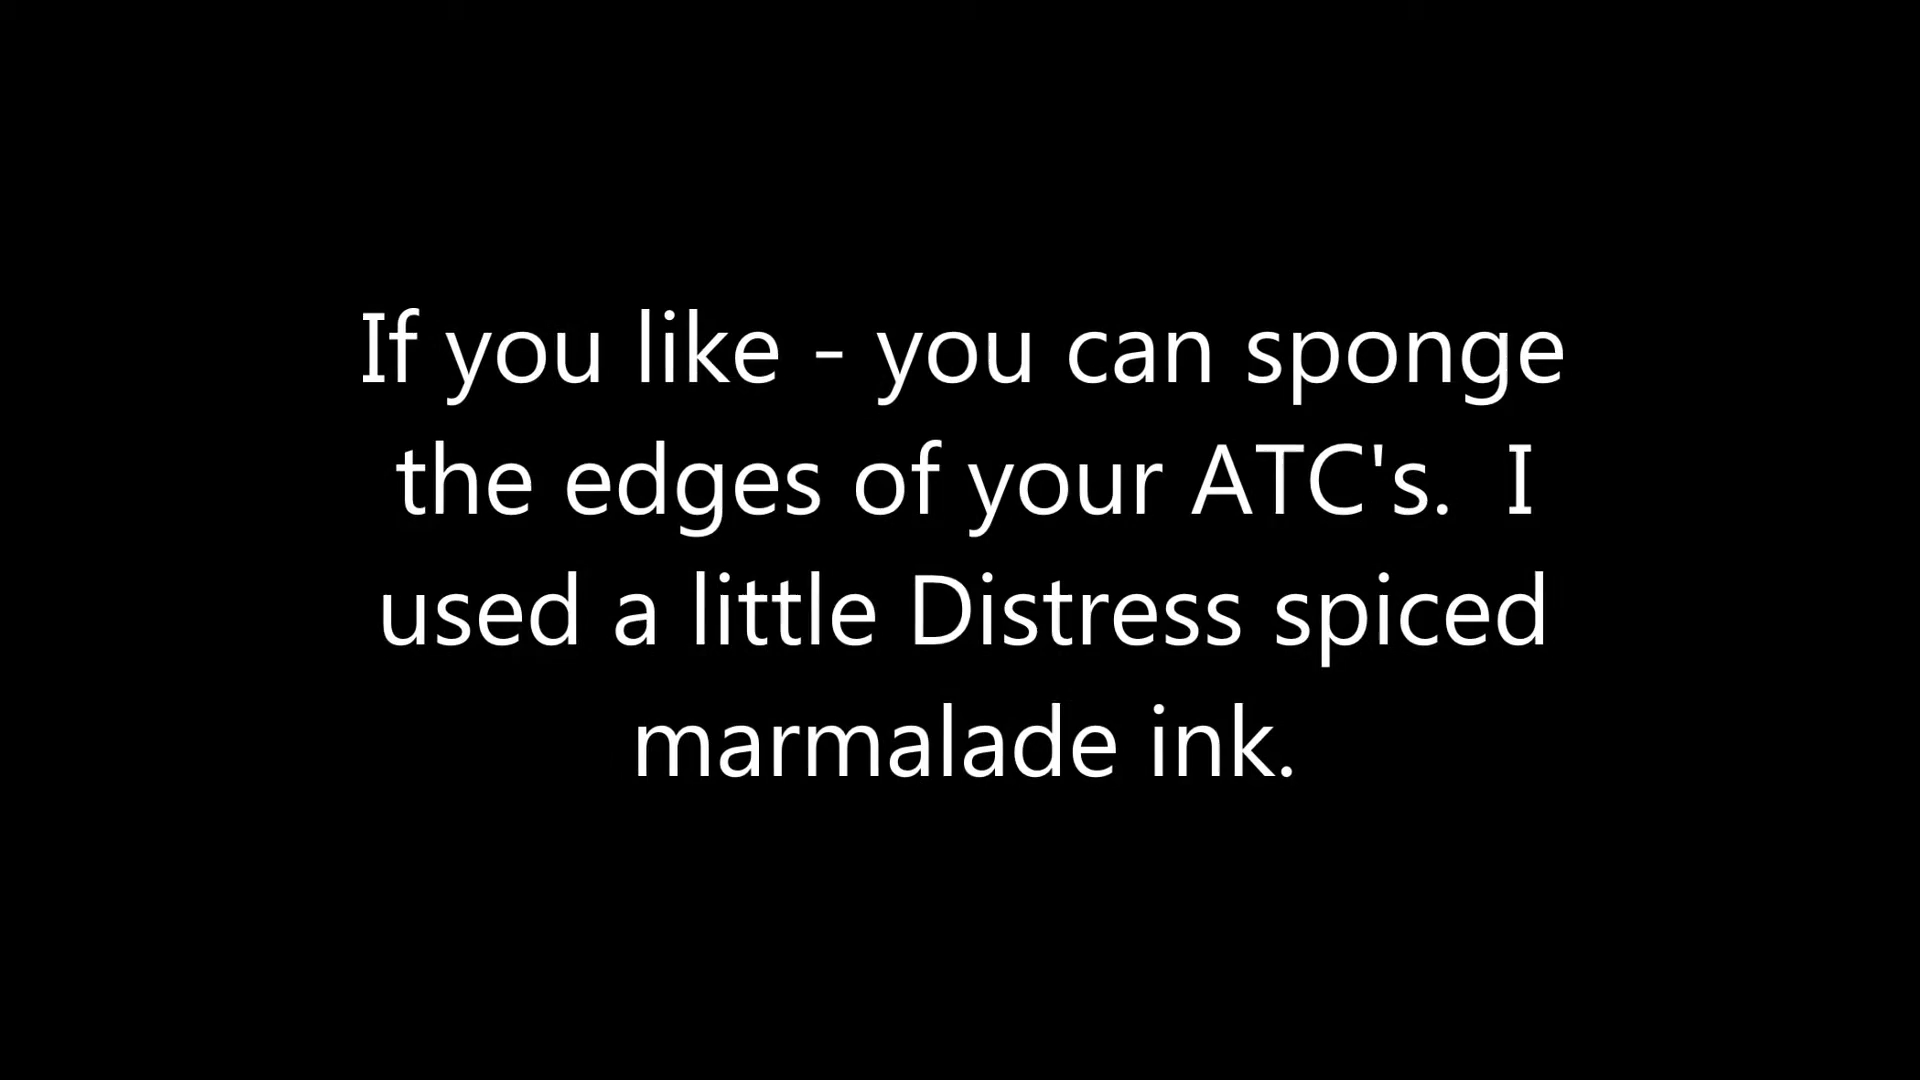 If you like - you can sponge
the edges of your ATC's.  I
used a little Distress spiced
marmalade ink.